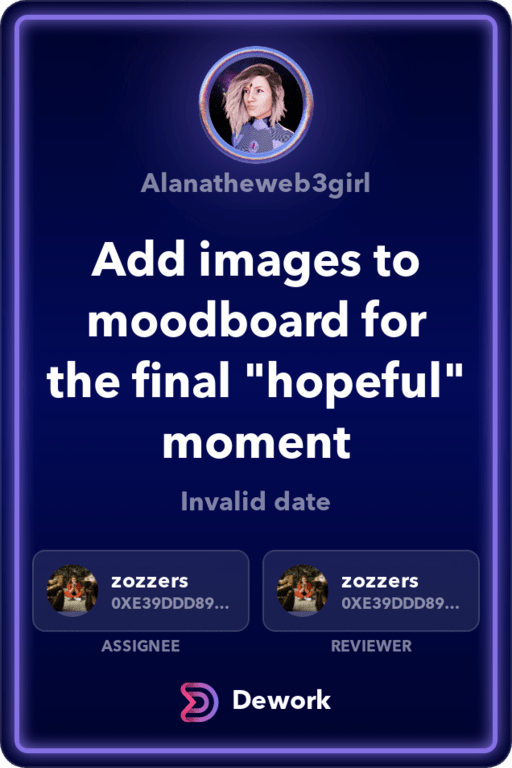 Alanatheweb3girl
Add images to
moodboard for
the final "hopeful"
moment
Invalid date
zozzers
0XE39DDD89...
ASSIGNEE
zozzers
0XE39DDD89...
REVIEWER
Dework